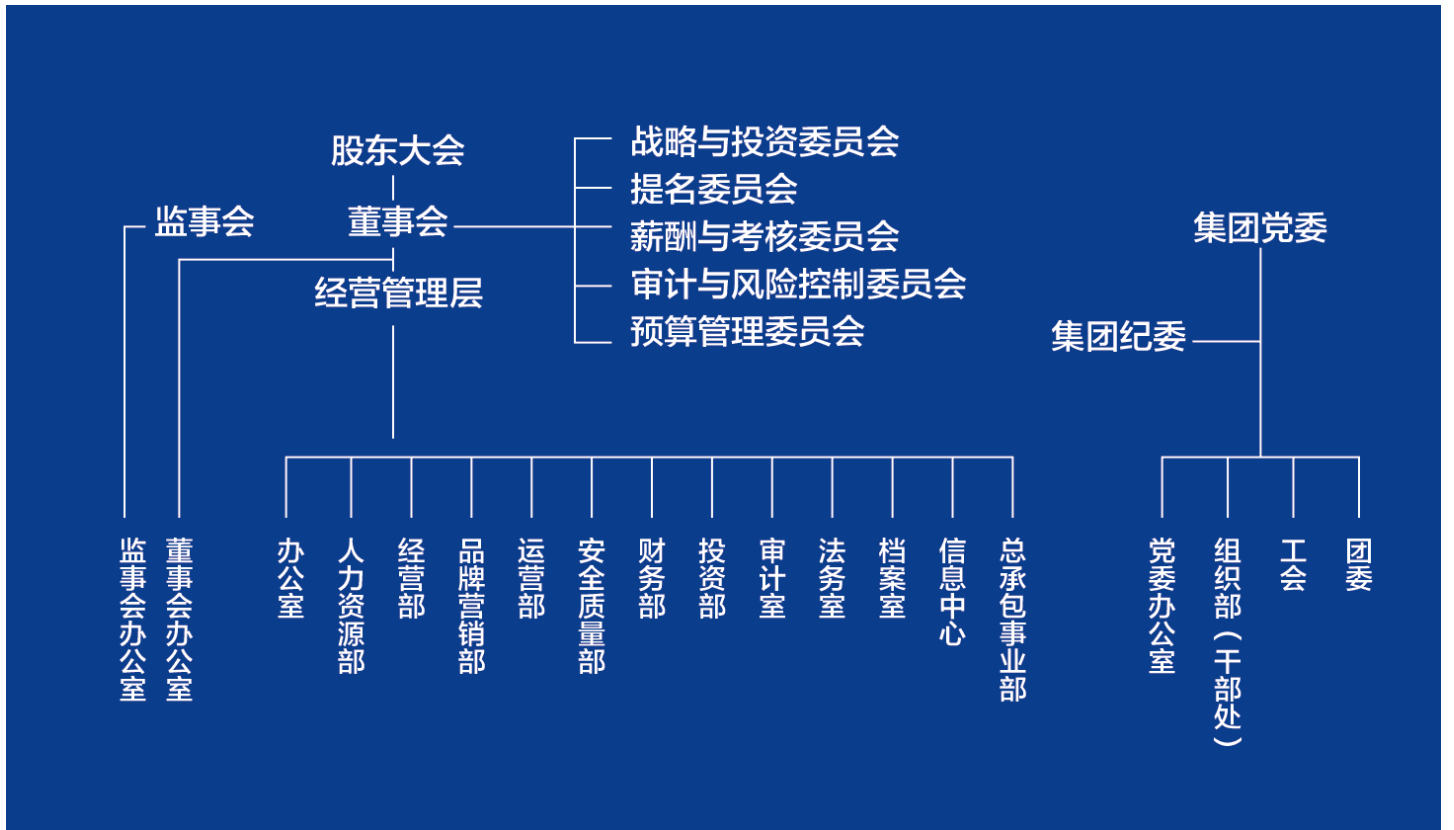 股东大会
监事会
董事会
经营管理层
战略与投资委员会
提名委员会
薪酬与考核委员会
审计与风险控制委员会
预算管理委员会
集团党委
集团纪委
监事会办公室
董事会办公室
办公室
人力资源部
经营部
品牌营销部
运营部
安全质量部
财务部
投资部
审计室
法务室
档案室
信息中心
总承包事业部
党委办公室
组织部（干部处）
工会
团委